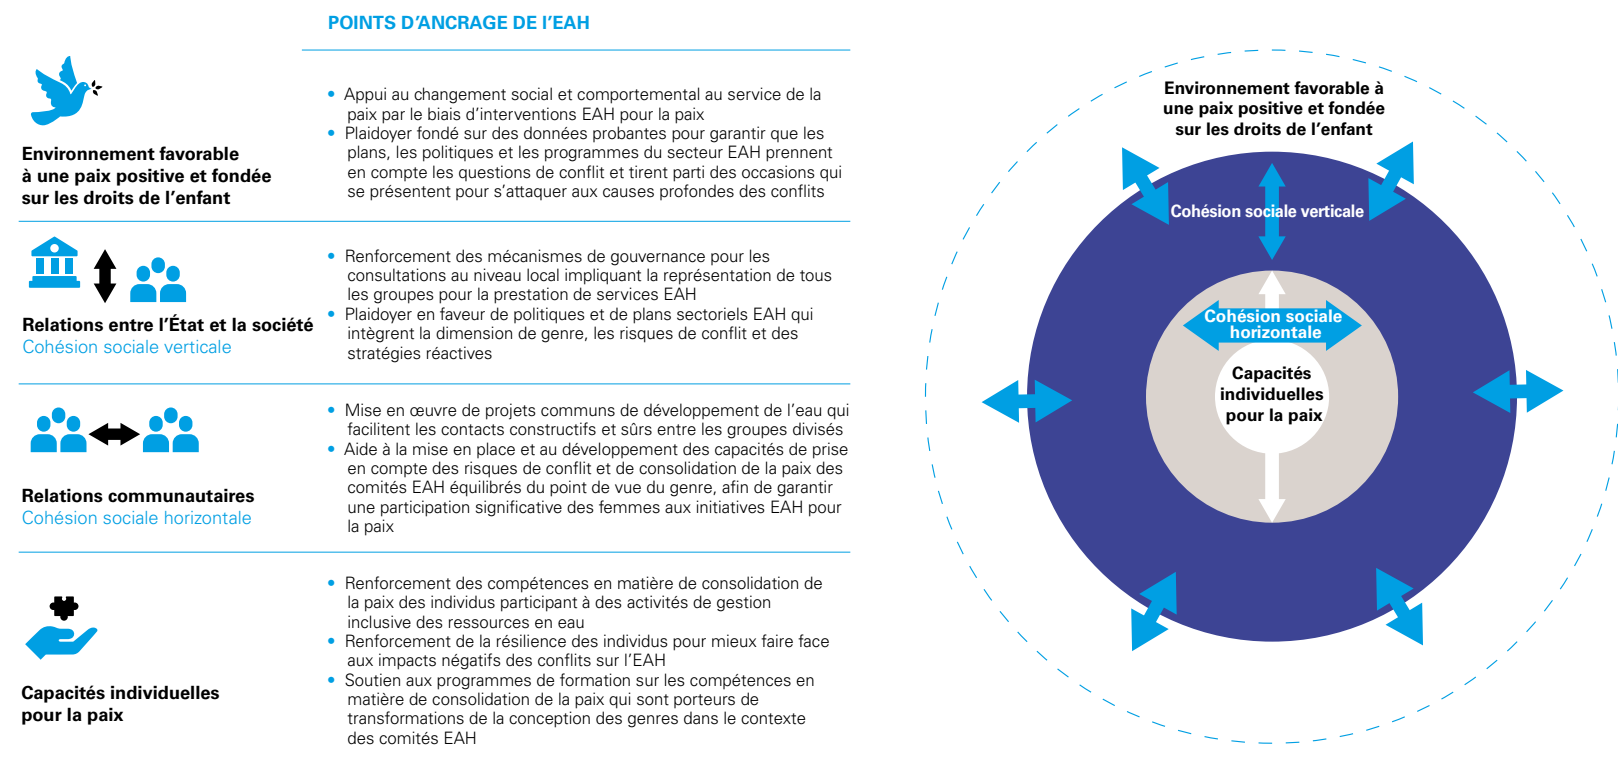 POINTS D’ANCRAGE DE l’EAH
Environnement favorable
à une paix positive et fondée
sur les droits de l’enfant
• Appui au changement social et comportemental au service de la
paix par le biais d’interventions EAH pour la paix
• Plaidoyer fondé sur des données probantes pour garantir que les
plans, les politiques et les programmes du secteur EAH prennent
en compte les questions de conflit et tirent parti des occasions qui
se présentent pour s’attaquer aux causes profondes des conflits
Relations entre l’État et la société
Cohésion sociale verticale
• Renforcement des mécanismes de gouvernance pour les
consultations au niveau local impliquant la représentation de tous
les groupes pour la prestation de services EAH
• Plaidoyer en faveur de politiques et de plans sectoriels EAH qui
intègrent la dimension de genre, les risques de conflit et des
stratégies réactives
Relations communautaires
Cohésion sociale horizontale
• Mise en œuvre de projets communs de développement de l’eau qui
facilitent les contacts constructifs et sûrs entre les groupes divisés
• Aide à la mise en place et au développement des capacités de prise
en compte des risques de conflit et de consolidation de la paix des
comités EAH équilibrés du point de vue du genre, afin de garantir
une participation significative des femmes aux initiatives EAH pour
la paix
Capacités individuelles
pour la paix
• Renforcement des compétences en matière de consolidation de
la paix des individus participant à des activités de gestion
inclusive des ressources en eau
• Renforcement de la résilience des individus pour mieux faire face
aux impacts négatifs des conflits sur l’EAH
• Soutien aux programmes de formation sur les compétences en
matière de consolidation de la paix qui sont porteurs de
transformations de la conception des genres dans le contexte
des comités EAH
Environnement favorable à
une paix positive et fondée
sur les droits de l’enfant
Cohésion sociale verticale
Cohésion sociale
horizontale
Capacités
individuelles
pour la paix